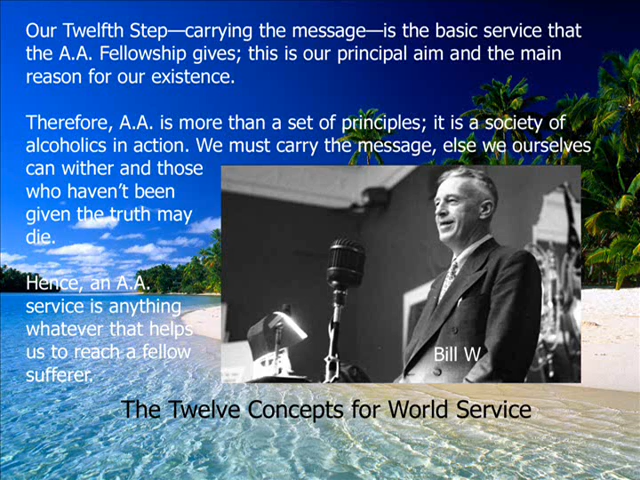 Our Twelfth Step—carrying the message—is the basic service that
the A.A. Fellowship gives; this is our principal aim and the main
reason for our existence.
Therefore, A.A. is more than a set of principles; it is a society of
alcoholics in action. We must carry the message, else we ourselves
can wither and those
who haven’t been
given the truth may
die.
Hence, an A.A.
service is anything
whatever that helps
us to reach a fellow
sufferer.
Bill W
The Twelve Concepts for World Service